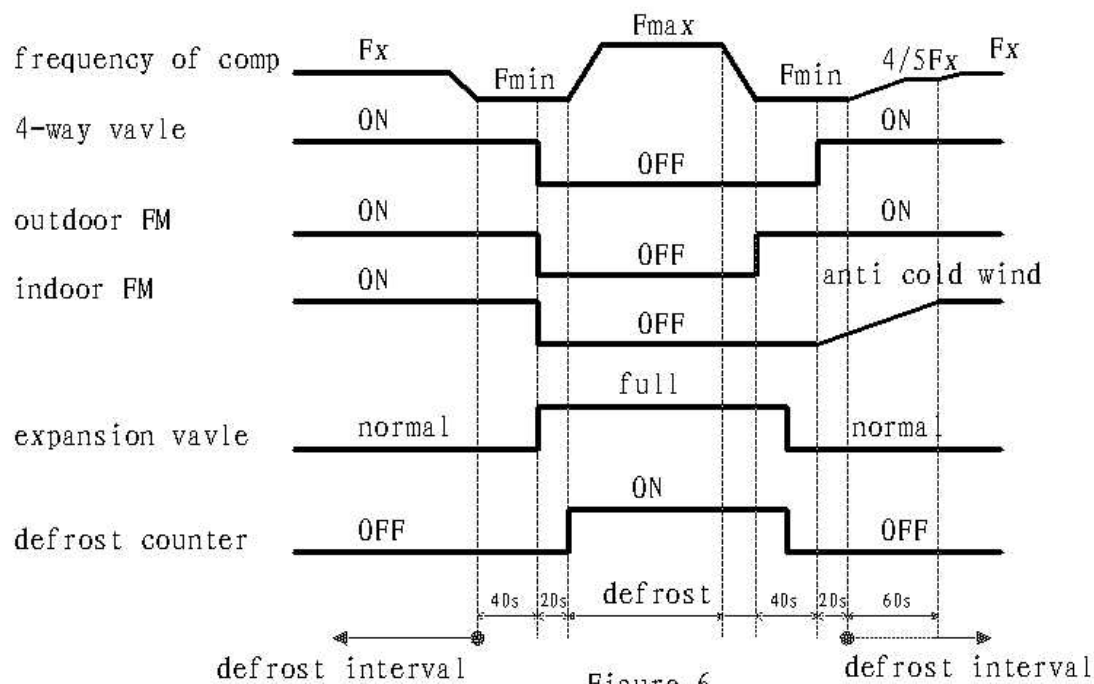 Fmax
frequency of comp Fx Fmin Fmin 4/5Fx Fx
4-way vavle ON OFF ON
outdoor FM ON OFF ON
indoor FM ON OFF anti cold wind
expansion vavle normal full normal
defrost counter OFF ON OFF
40s 20s defrost 40s 20s 60s
defrost interval defrost interval
Figure 6